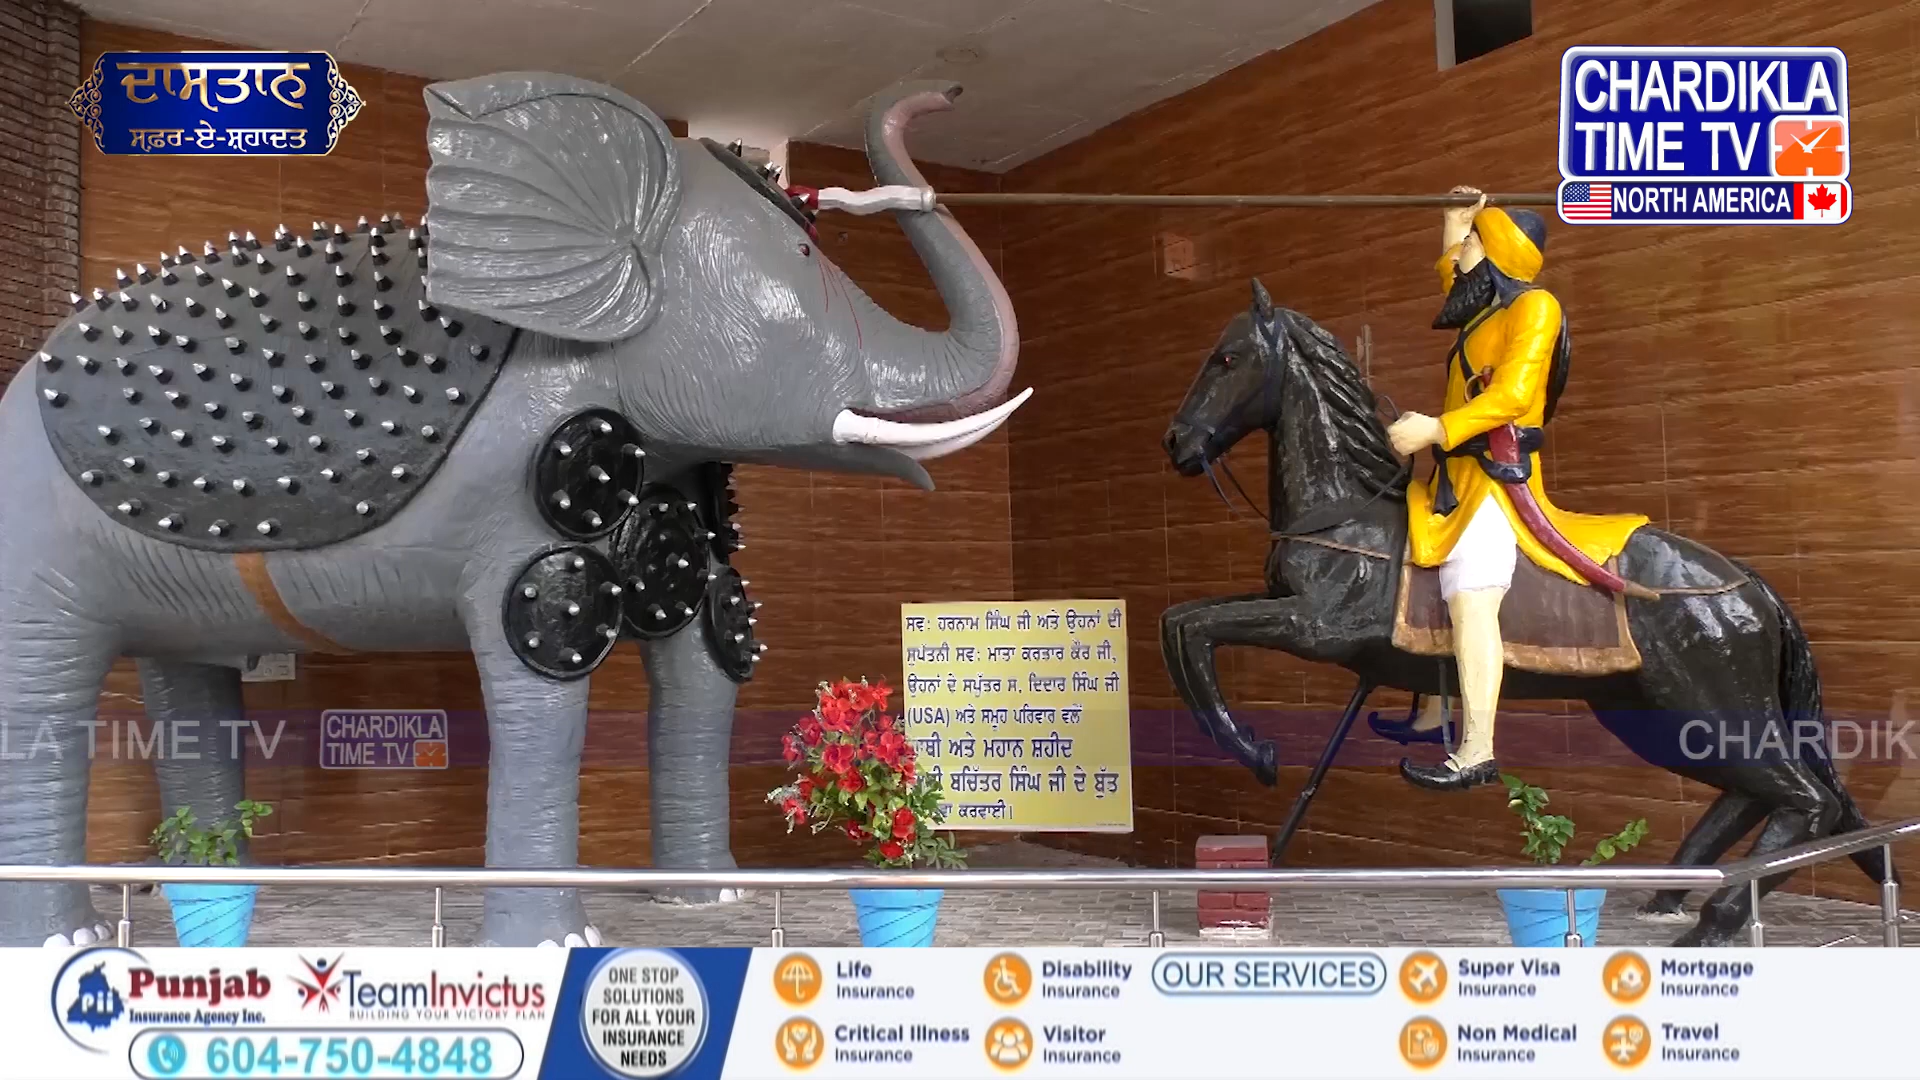 ਦਾਸਤਾਨ
ਸਫ਼ਰ-ਏ-ਸ਼ਹਾਦਤ
CHARDIKLA
TIME TV
NORTH AMERICA
ਸਵ: ਹਰਨਾਮ ਸਿੰਘ ਜੀ ਅਤੇ ਉਹਨਾਂ ਦੀ
ਸੁਪੱਤਨੀ ਸਵ: ਮਾਤਾ ਕਰਤਾਰ ਕੌਰ ਜੀ,
ਉਹਨਾਂ ਦੇ ਸਪੁੱਤਰ ਸ. ਦਿਦਾਰ ਸਿੰਘ ਜੀ
(USA) ਅਤੇ ਸਮੂਹ ਪਰਿਵਾਰ ਵਲੋਂ
ਅਤੇ ਮਹਾਨ ਸ਼ਹੀਦ
ਬਚਿੱਤਰ ਸਿੰਘ ਜੀ ਦੇ ਬੁੱਤ
ਕਰਵਾਈ।
LA TIME TV
CHARDIKLA
TIME TV
CHARDIK
Punjab
Insurance Agency Inc.
pii
TeamInvictus
BUILDING YOUR VICTORY PLAN
604-750-4848
ONE STOP
SOLUTIONS
FOR ALL YOUR
INSURANCE
NEEDS
Life
Insurance
Disability
Insurance
OUR SERVICES
Super Visa
Insurance
Mortgage
Insurance
Critical Illness
Insurance
Visitor
Insurance
Non Medical
Insurance
Travel
Insurance